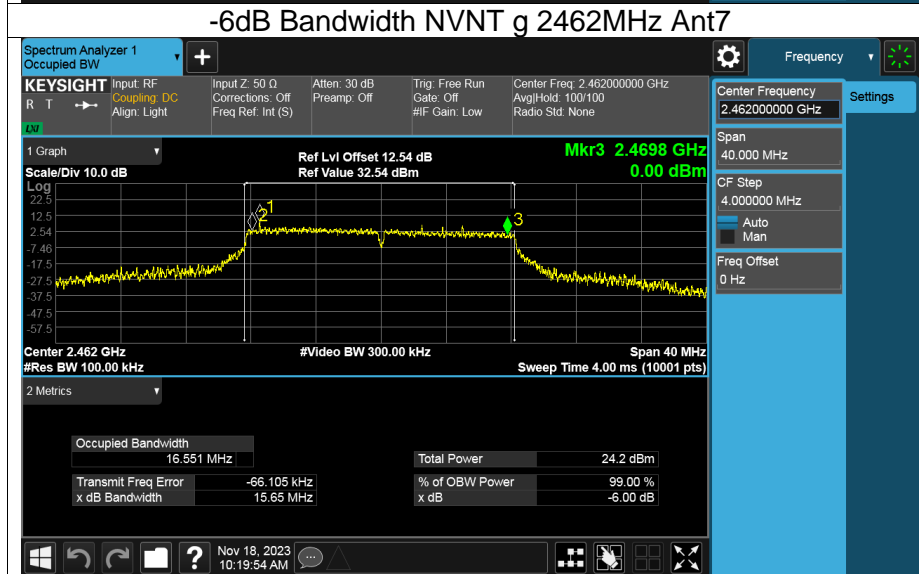 -6dB Bandwidth NVNT g 2462MHz Ant7
Spectrum Analyzer 1
Occupied BW
+
Frequency
KEYSIGHT
R T
LXI
Input: RF
Coupling: DC
Align: Light
Input Z: 50 Ω
Corrections: Off
Freq Ref: Int (S)
Atten: 30 dB
Preamp: Off
Trig: Free Run
Gate: Off
#IF Gain: Low
Center Freq: 2.462000000 GHz
Avg|Hold: 100/100
Radio Std: None
Center Frequency
2.462000000 GHz
Settings
Span
40.000 MHz
CF Step
4.000000 MHz
Auto
Man
Freq Offset
0 Hz
1 Graph
Scale/Div 10.0 dB
Ref Lvl Offset 12.54 dB
Ref Value 32.54 dBm
Mkr3 2.4698 GHz
0.00 dBm
Log
22.5
12.5
2.54
-7.46
-17.5
-27.5
-37.5
-47.5
-57.5
1
2
3
Center 2.462 GHz
#Video BW 300.00 kHz
Span 40 MHz
#Res BW 100.00 kHz
Sweep Time 4.00 ms (10001 pts)
2 Metrics
Occupied Bandwidth
16.551 MHz
Total Power 24.2 dBm
Transmit Freq Error -66.105 kHz
% of OBW Power 99.00 %
x dB Bandwidth 15.65 MHz
x dB -6.00 dB
?
Nov 18, 2023
10:19:54 AM